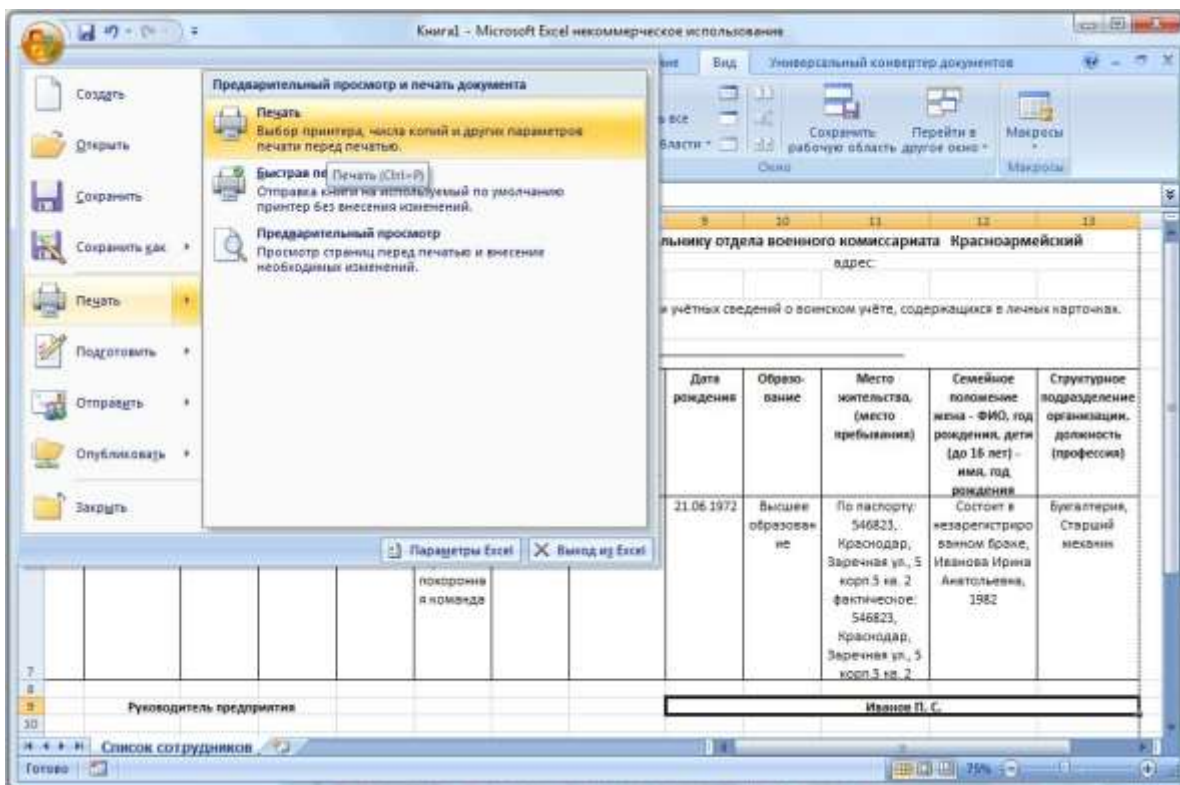 Книга1 - Microsoft Excel некоммерческое использование
Вид
Универсальный конвертер документов
Создать
Открыть
Сохранить
Сохранить как
Печать
Подготовить
Отправить
Опубликовать
Закрыть
Предварительный просмотр и печать документа
Печать
Выбор принтера, числа копий и других параметров
печати перед печатью.
Быстрая пе
Печать (Ctrl+P)
Отправка книги на используемый по умолчанию
принтер без внесения изменений.
Предварительный просмотр
Просмотр страниц перед печатью и внесение
необходимых изменений.
Параметры Excel
Выход из Excel
все
области
Сохранить
рабочую область
Перейти в
другое окно
Макросы
Окно
Макросы
9 10 11 12 13
льнику отдела военного комиссариата Красноармейский
адрес:
и учётных сведений о воинском учёте, содержащихся в личных карточках.
Дата
рождения
Образо-
вание
Место
жительства,
(место
пребывания)
Семейное
положение
жена - ФИО, год
рождения, дети
(до 16 лет) -
имя, год
рождения
Структурное
подразделение
организации,
должность
(профессия)
21.06.1972
Высшее
образован
ие
По паспорту:
546823,
Краснодар,
Заречная ул., 5
корп.5 кв. 2
фактическое:
546823,
Краснодар,
Заречная ул., 5
корп.5 кв. 2
Состоит в
незарегистриро
ванном браке,
Иванова Ирина
Анатольевна,
1982
Бухгалтерия,
Старший
механик
похоронна
я команда
7
8
9
Руководитель предприятия
Иванов П. С.
10
Список сотрудников
Готово
75%